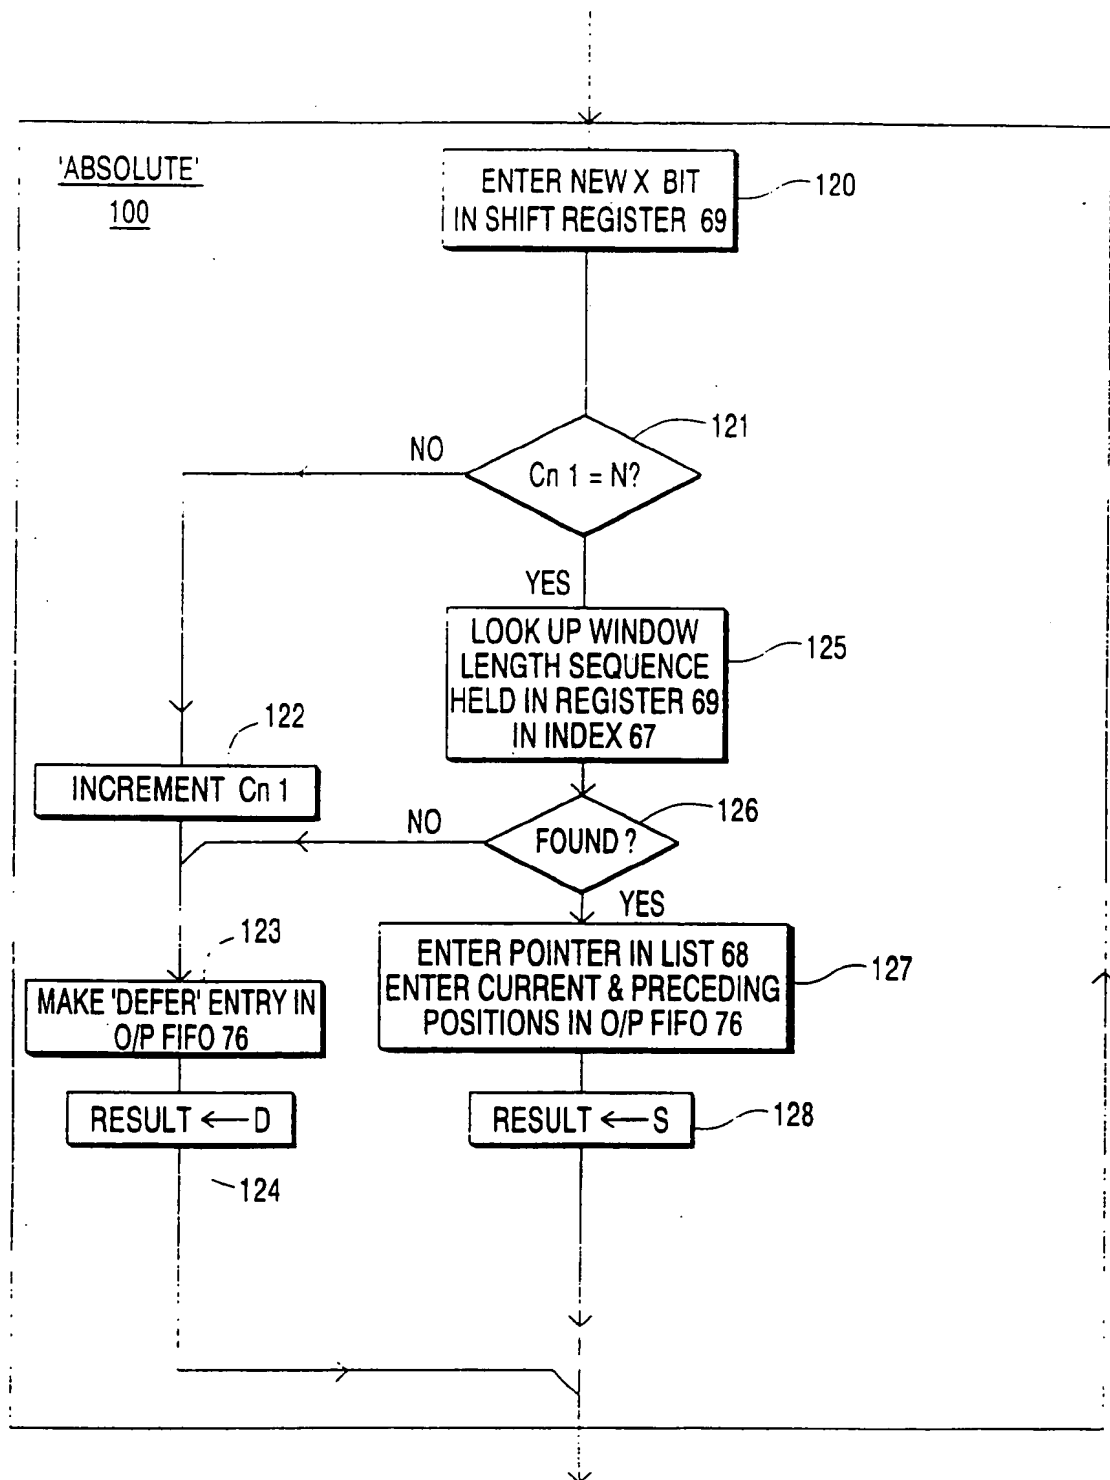 'ABSOLUTE'
100
ENTER NEW X BIT
IN SHIFT REGISTER 69
120
Cn 1 = N?
121
NO
YES
LOOK UP WINDOW
LENGTH SEQUENCE
HELD IN REGISTER 69
IN INDEX 67
125
122
INCREMENT Cn 1
FOUND ?
126
NO
YES
123
MAKE 'DEFER' ENTRY IN
O/P FIFO 76
ENTER POINTER IN LIST 68
ENTER CURRENT & PRECEDING
POSITIONS IN O/P FIFO 76
127
RESULT ← D
124
RESULT ← S
128